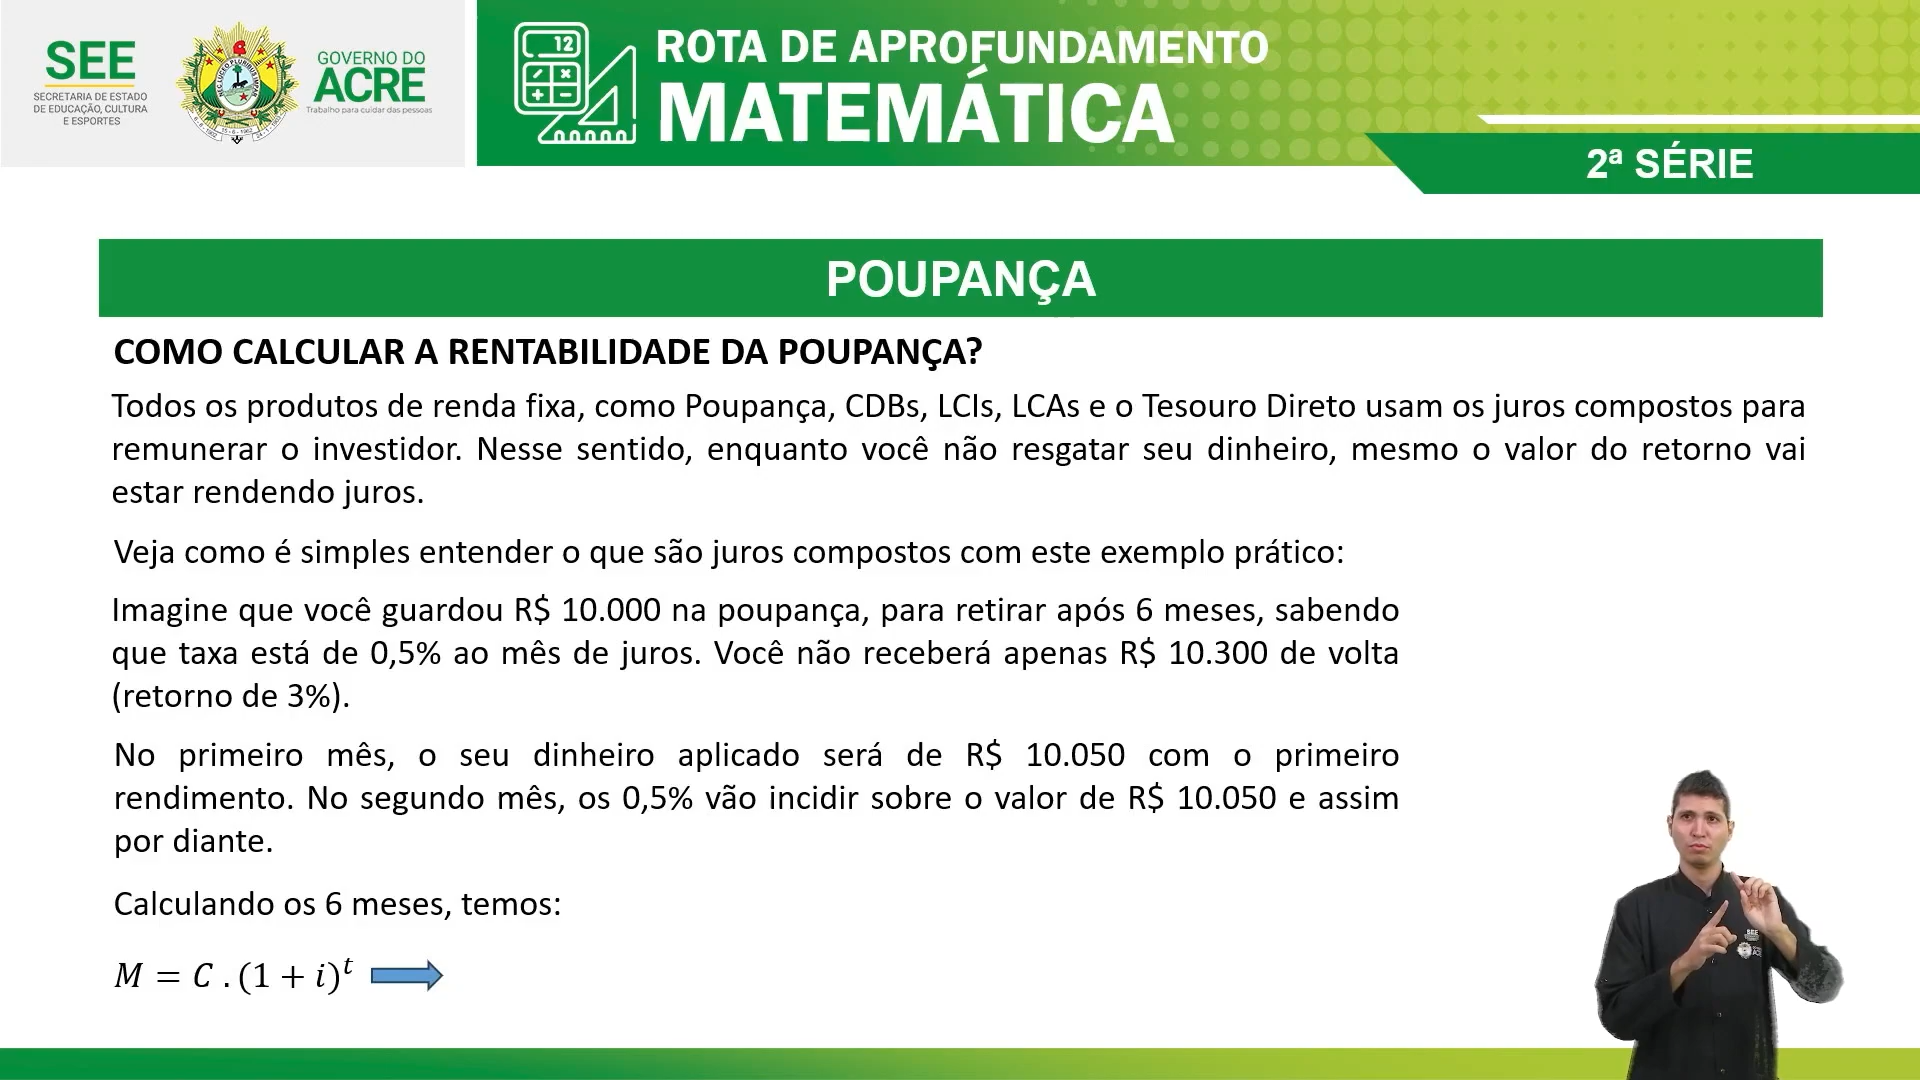 SEE
SECRETARIA DE ESTADO
DE EDUCAÇÃO, CULTURA
E ESPORTES
GOVERNO DO
ACRE
Trabalho para cuidar das pessoas
12
ROTA DE APROFUNDAMENTO
MATEMÁTICA
2ª SÉRIE
POUPANÇA
COMO CALCULAR A RENTABILIDADE DA POUPANÇA?
Todos os produtos de renda fixa, como Poupança, CDBs, LCIs, LCAs e o Tesouro Direto usam os juros compostos para
remunerar o investidor. Nesse sentido, enquanto você não resgatar seu dinheiro, mesmo o valor do retorno vai
estar rendendo juros.
Veja como é simples entender o que são juros compostos com este exemplo prático:
Imagine que você guardou R$ 10.000 na poupança, para retirar após 6 meses, sabendo
que taxa está de 0,5% ao mês de juros. Você não receberá apenas R$ 10.300 de volta
(retorno de 3%).
No primeiro mês, o seu dinheiro aplicado será de R$ 10.050 com o primeiro
rendimento. No segundo mês, os 0,5% vão incidir sobre o valor de R$ 10.050 e assim
por diante.
Calculando os 6 meses, temos:
M = C . (1 + i)^t
SEE